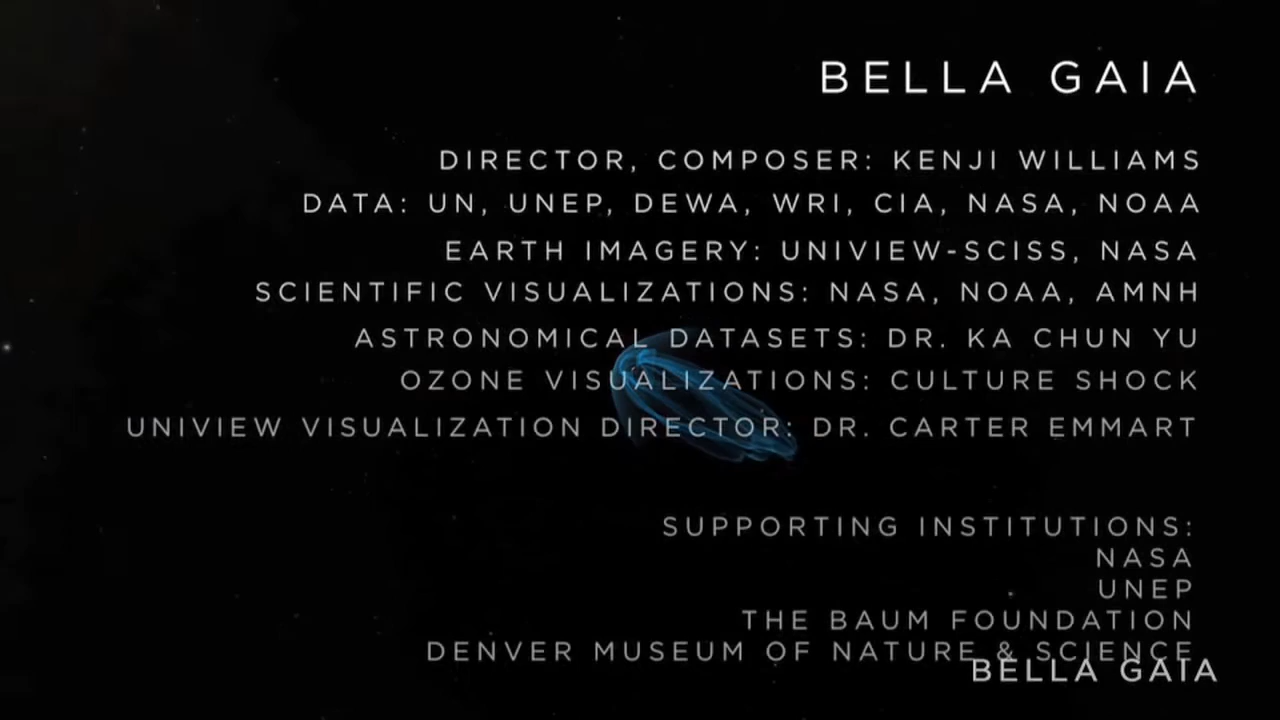 BELLA GAIA
DIRECTOR, COMPOSER: KENJI WILLIAMS
DATA: UN, UNEP, DEWA, WRI, CIA, NASA, NOAA
EARTH IMAGERY: UNIVIEW-SCISS, NASA
SCIENTIFIC VISUALIZATIONS: NASA, NOAA, AMNH
ASTRONOMICAL DATASETS: DR. KA CHUN YU
OZONE VISUALIZATIONS: CULTURE SHOCK
UNIVIEW VISUALIZATION DIRECTOR: DR. CARTER EMMART
SUPPORTING INSTITUTIONS:
NASA
UNEP
THE BAUM FOUNDATION
DENVER MUSEUM OF NATURE & SCIENCE
BELLA GAIA